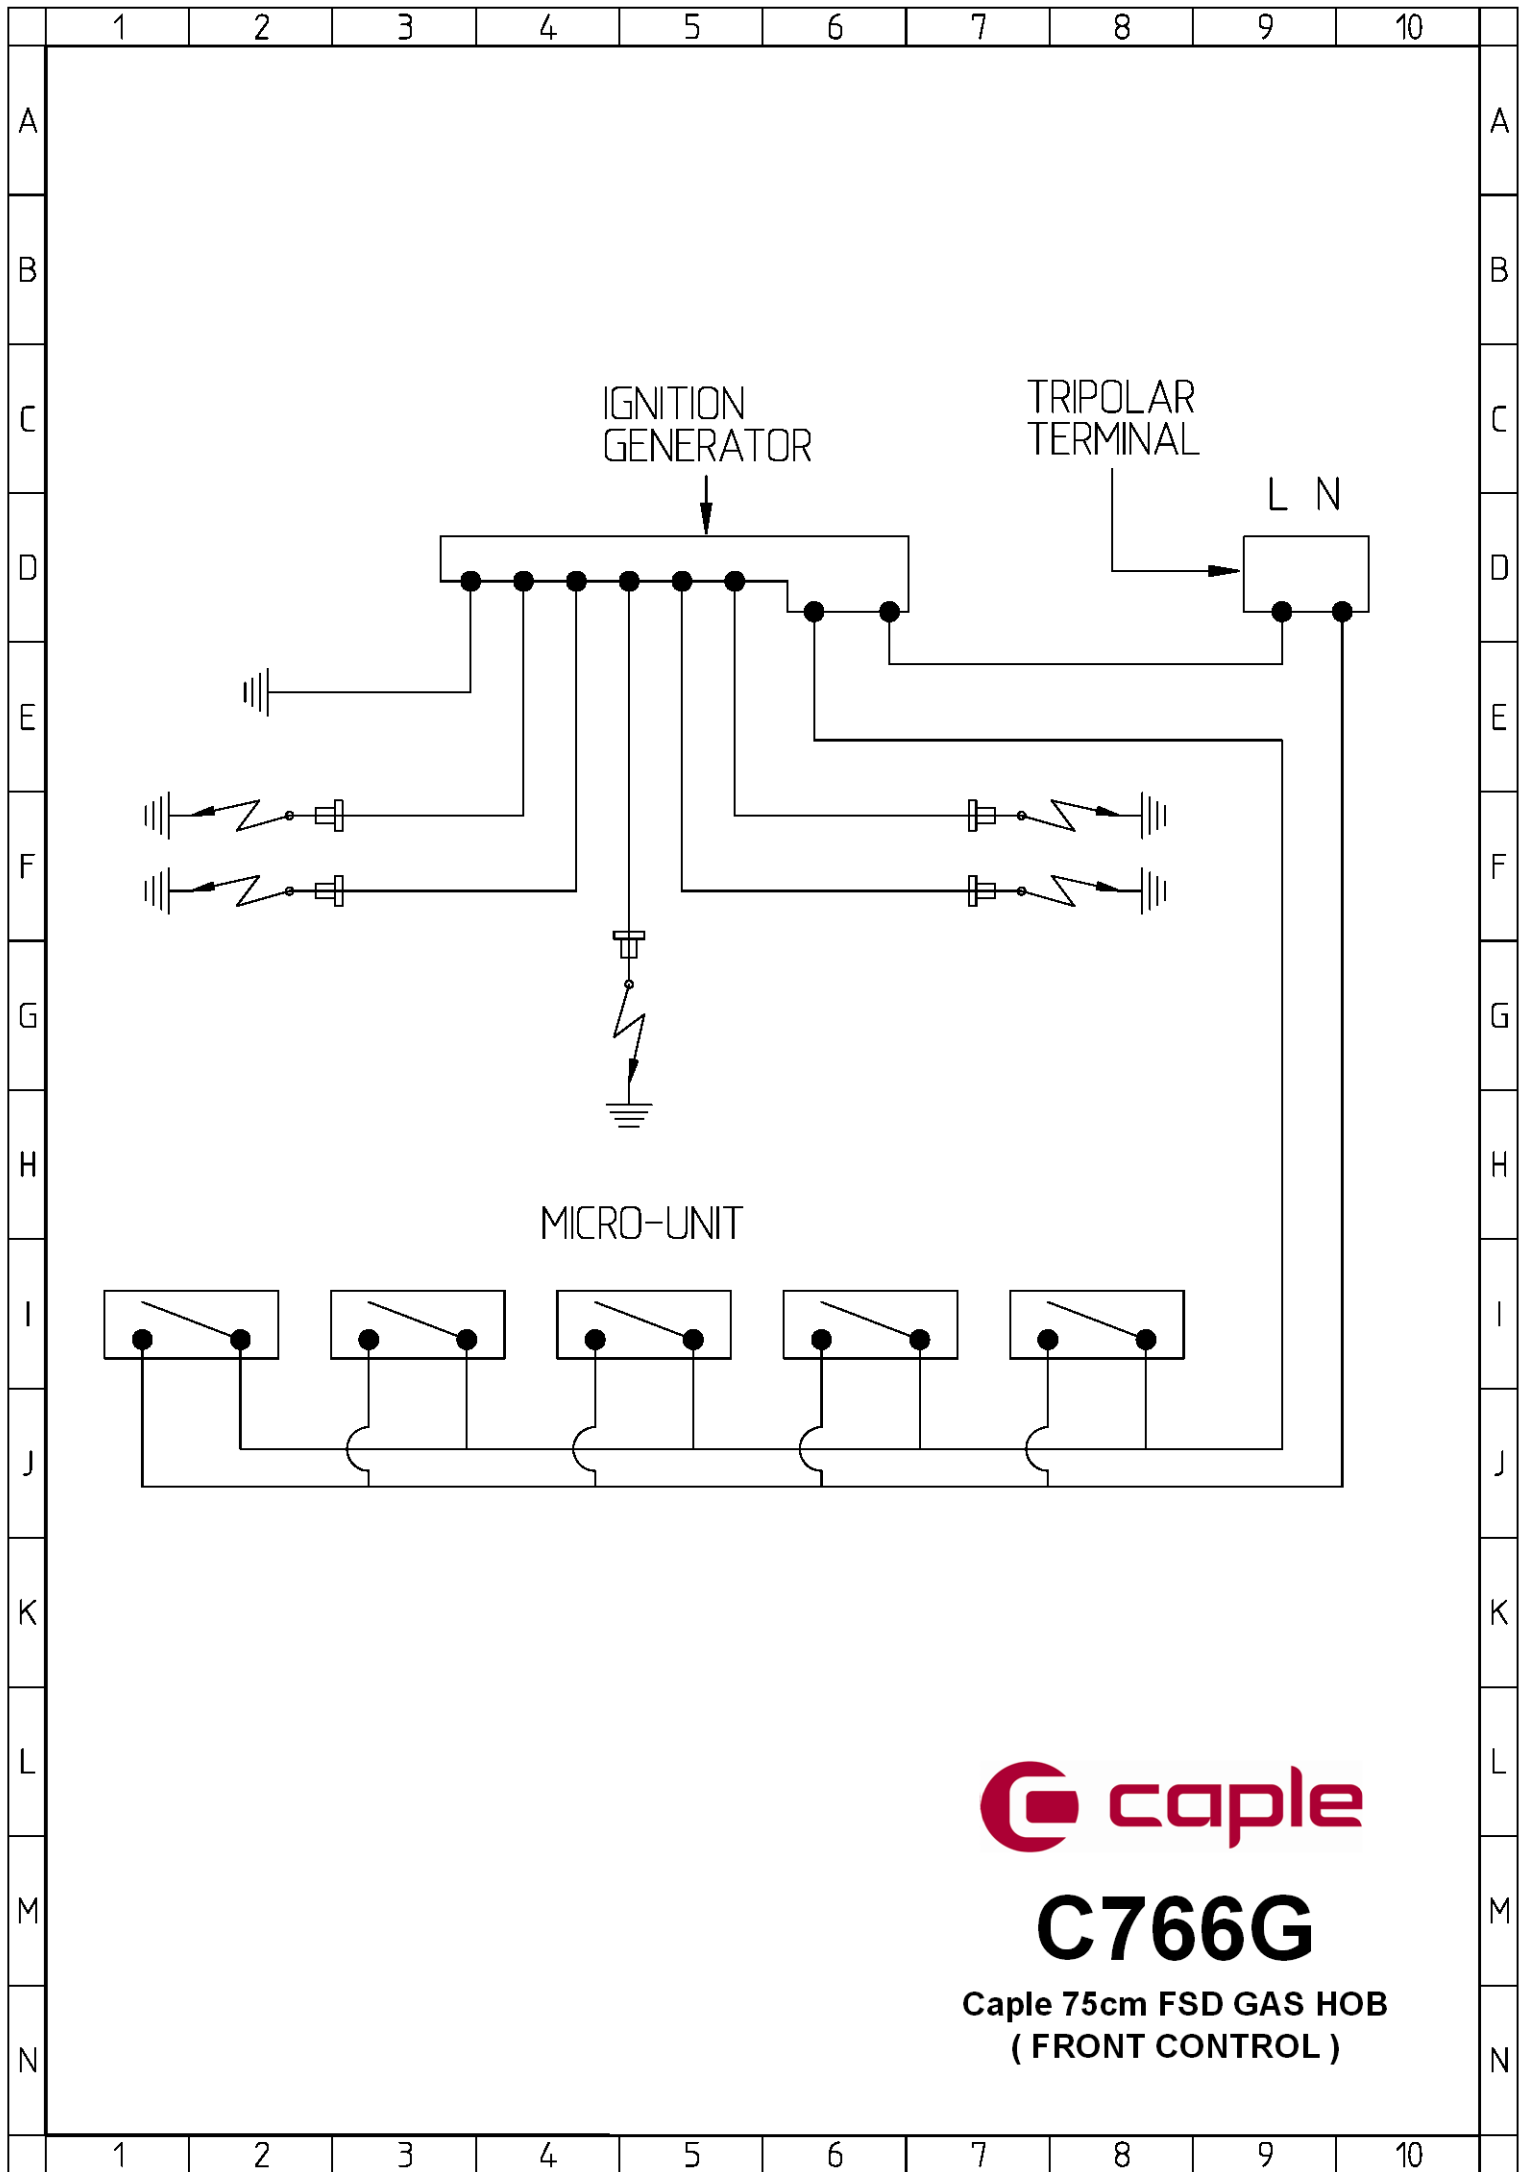 1 2 3 4 5 6 7 8 9 10
A A
B B
C C
IGNITION
GENERATOR
TRIPOLAR
TERMINAL
L N
D D
E E
F F
G G
H H
MICRO-UNIT
I I
J J
K K
L L
caple
M M
C766G
Caple 75cm FSD GAS HOB
( FRONT CONTROL )
N N
1 2 3 4 5 6 7 8 9 10